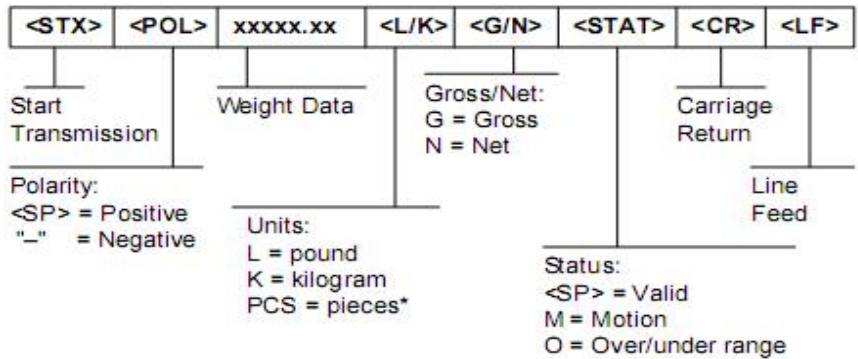 <STX> <POL> xxxxx.xx <L/K> <G/N> <STAT> <CR> <LF>
Start
Transmission
Weight Data
Gross/Net:
G = Gross
N = Net
Carriage
Return
Polarity:
<SP> = Positive
"–" = Negative
Units:
L = pound
K = kilogram
PCS = pieces*
Line
Feed
Status:
<SP> = Valid
M = Motion
O = Over/under range